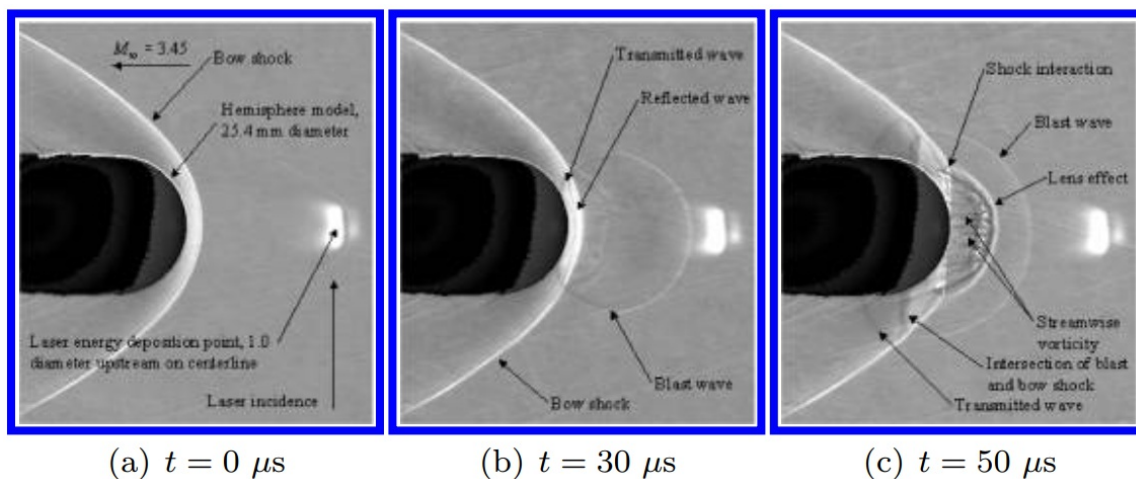 M∞ = 3.45
Bow shock
Hemisphere model,
25.4 mm diameter
Laser energy deposition point, 1.0
diameter upstream on centerline
Laser incidence
(a) t = 0 μs
Transmitted wave
Reflected wave
Blast wave
Bow shock
(b) t = 30 μs
Shock interaction
Blast wave
Lens effect
Streamwise
vorticity
Intersection of blast
and bow shock
Transmitted wave
(c) t = 50 μs